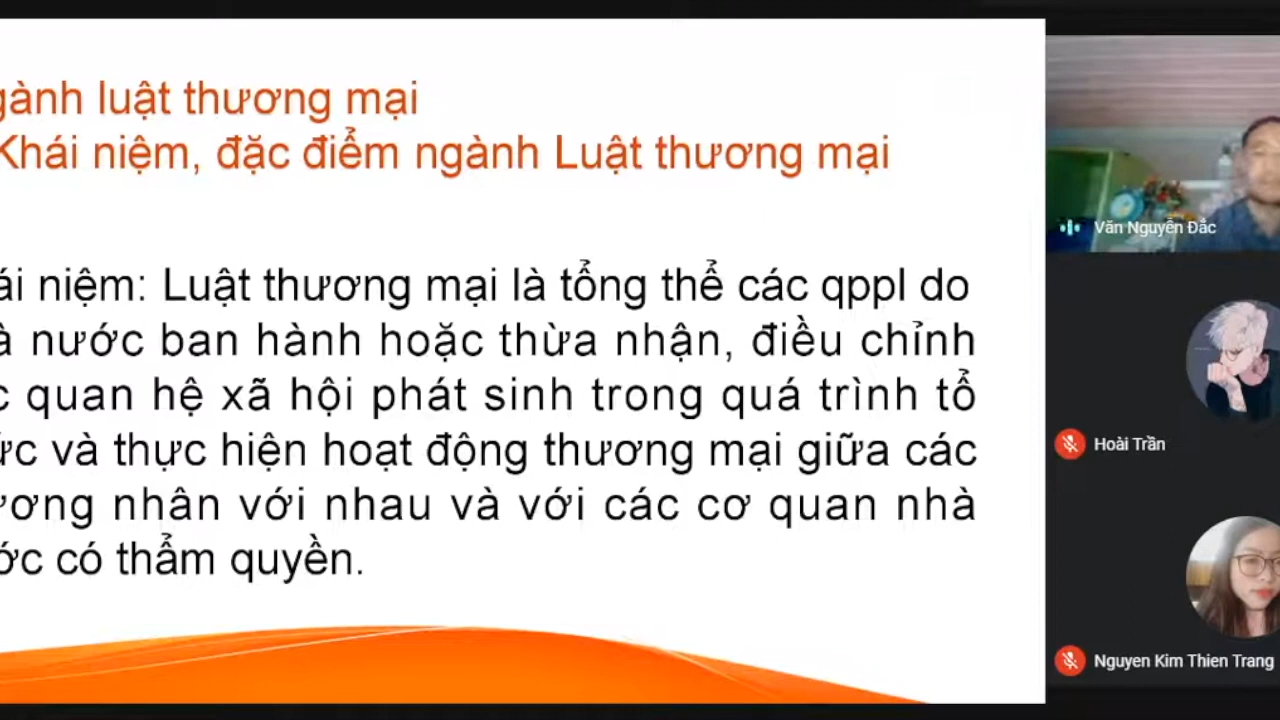 gành luật thương mại
Khái niệm, đặc điểm ngành Luật thương mại
ái niệm: Luật thương mại là tổng thể các qppl do
à nước ban hành hoặc thừa nhận, điều chỉnh
c quan hệ xã hội phát sinh trong quá trình tổ
ức và thực hiện hoạt động thương mại giữa các
ương nhân với nhau và với các cơ quan nhà
ớc có thẩm quyền.
Văn Nguyễn Đắc
Hoài Trần
Nguyen Kim Thien Trang